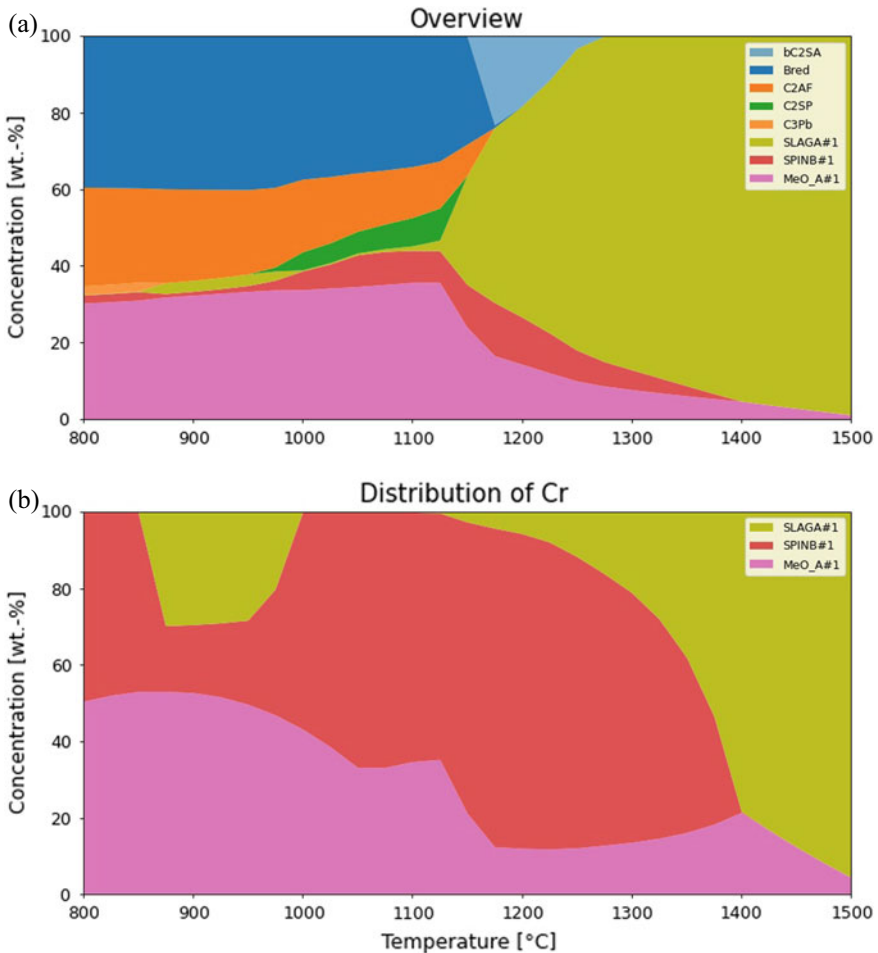 (a)
Overview
100
80
60
40
20
0
Concentration [wt.-%]
bC2SA
Bred
C2AF
C2SP
C3Pb
SLAGA#1
SPINB#1
MeO_A#1
800 900 1000 1100 1200 1300 1400 1500
(b)
Distribution of Cr
100
80
60
40
20
0
Concentration [wt.-%]
SLAGA#1
SPINB#1
MeO_A#1
800 900 1000 1100 1200 1300 1400 1500
Temperature [°C]